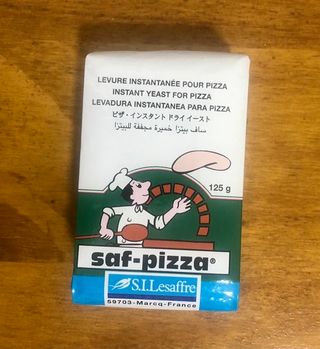 LEVURE INSTANTANÉE POUR PIZZA
INSTANT YEAST FOR PIZZA
LEVADURA INSTANTANEA PARA PIZZA
ピザ・インスタント ドライ イースト
ساف بيتزا خميرة مجففة للبيتزا
125 g
saf-pizza®
S.I.Lesaffre
59703-Marcq-France